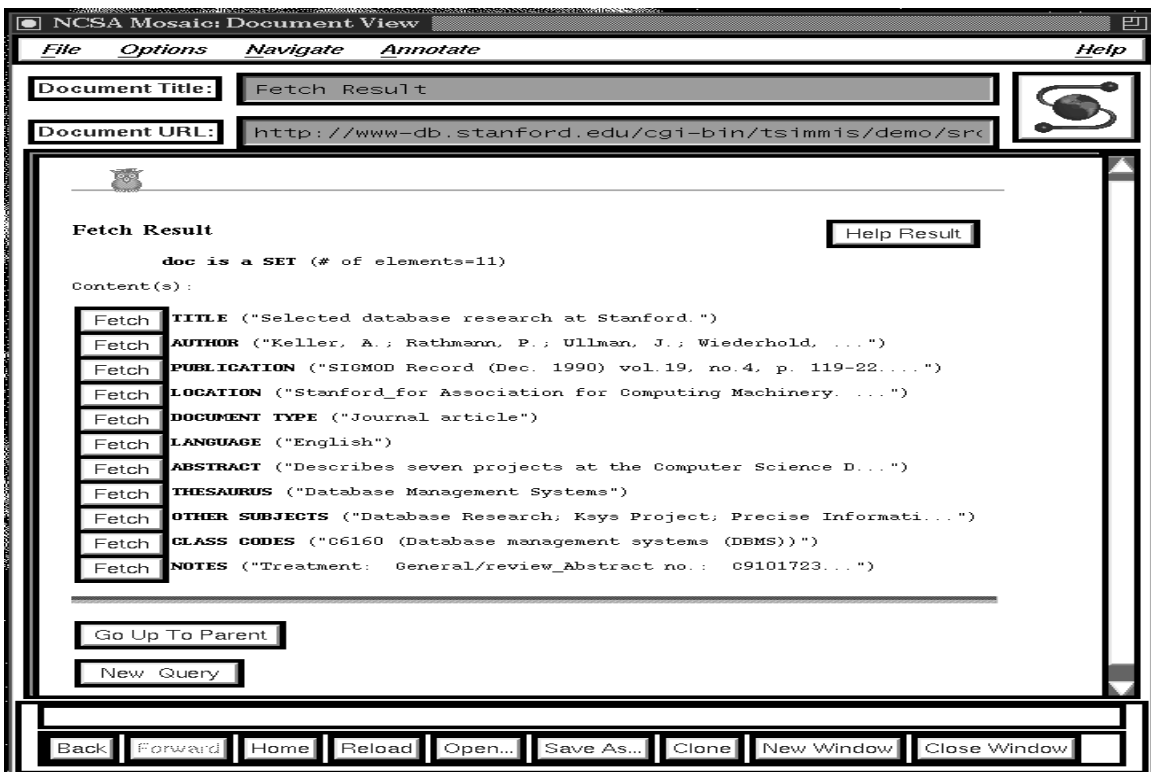 NCSA Mosaic: Document View
File Options Navigate Annotate Help
Document Title: Fetch Result
Document URL: http://www-db.stanford.edu/cgi-bin/tsimmis/demo/src
Fetch Result Help Result
doc is a SET (# of elements=11)
Content(s):
Fetch TITLE ("Selected database research at Stanford.")
Fetch AUTHOR ("Keller, A.; Rathmann, P.; Ullman, J.; Wiederhold, ...")
Fetch PUBLICATION ("SIGMOD Record (Dec. 1990) vol.19, no.4, p. 119-22....")
Fetch LOCATION ("Stanford_for Association for Computing Machinery. ...")
Fetch DOCUMENT TYPE ("Journal article")
Fetch LANGUAGE ("English")
Fetch ABSTRACT ("Describes seven projects at the Computer Science D...")
Fetch THESAURUS ("Database Management Systems")
Fetch OTHER SUBJECTS ("Database Research; Ksys Project; Precise Informati...")
Fetch CLASS CODES ("C6160 (Database management systems (DBMS))")
Fetch NOTES ("Treatment: General/review_Abstract no.: C9101723...")
Go Up To Parent
New Query
Back Forward Home Reload Open... Save As... Clone New Window Close Window